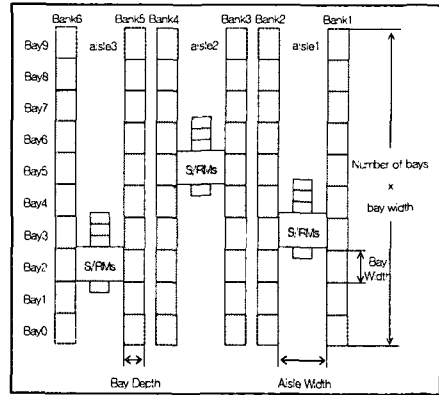 Bank6 Bank5 Bank4 Bank3 Bank2 Bank1
Bay9 aisle3 aisle2 aisle1
Bay8
Bay7
Bay6
Bay5 S/RMs Number of bays
×
Bay4 bay width
Bay3 S/RMs
Bay2 S/RMs Bay
Width
Bay1
Bay0
Bay Depth Aisle Width